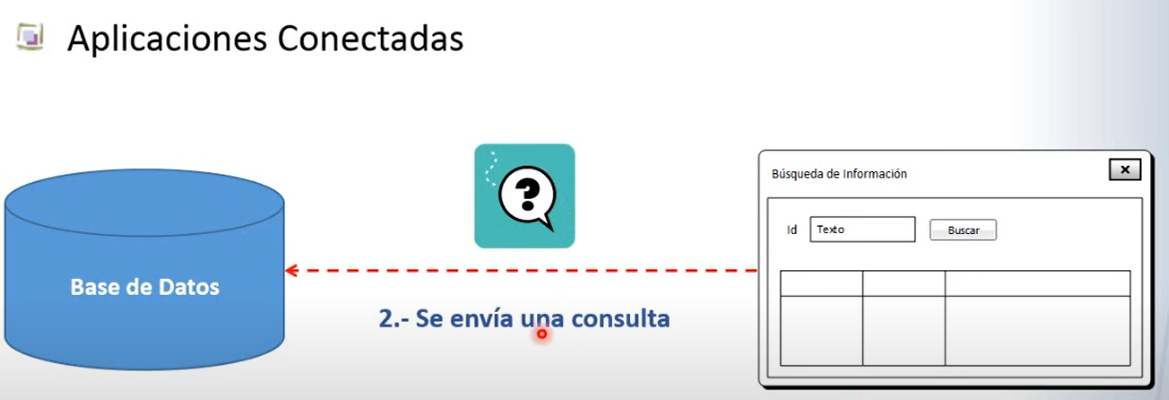 Aplicaciones Conectadas
Búsqueda de Información
Id
Texto
Buscar
Base de Datos
2.- Se envía una consulta